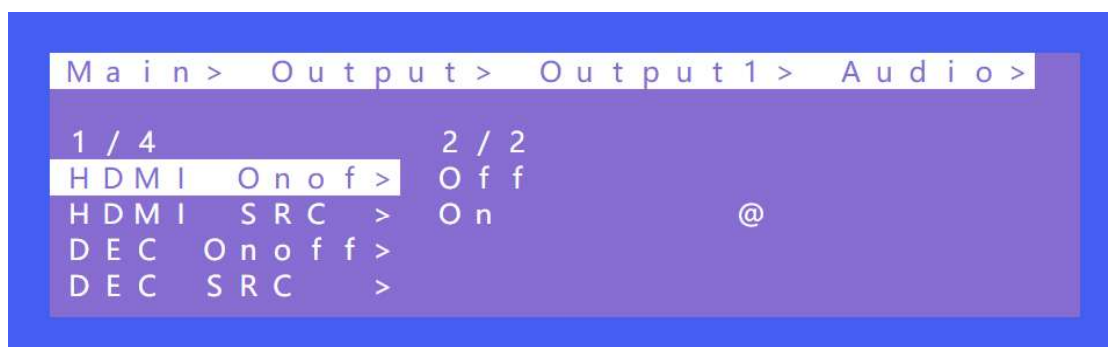 Main> Output> Output1> Audio>
1/4 2/2
HDMI Onof> Off
HDMI SRC > On @
DEC Onoff>
DEC SRC >